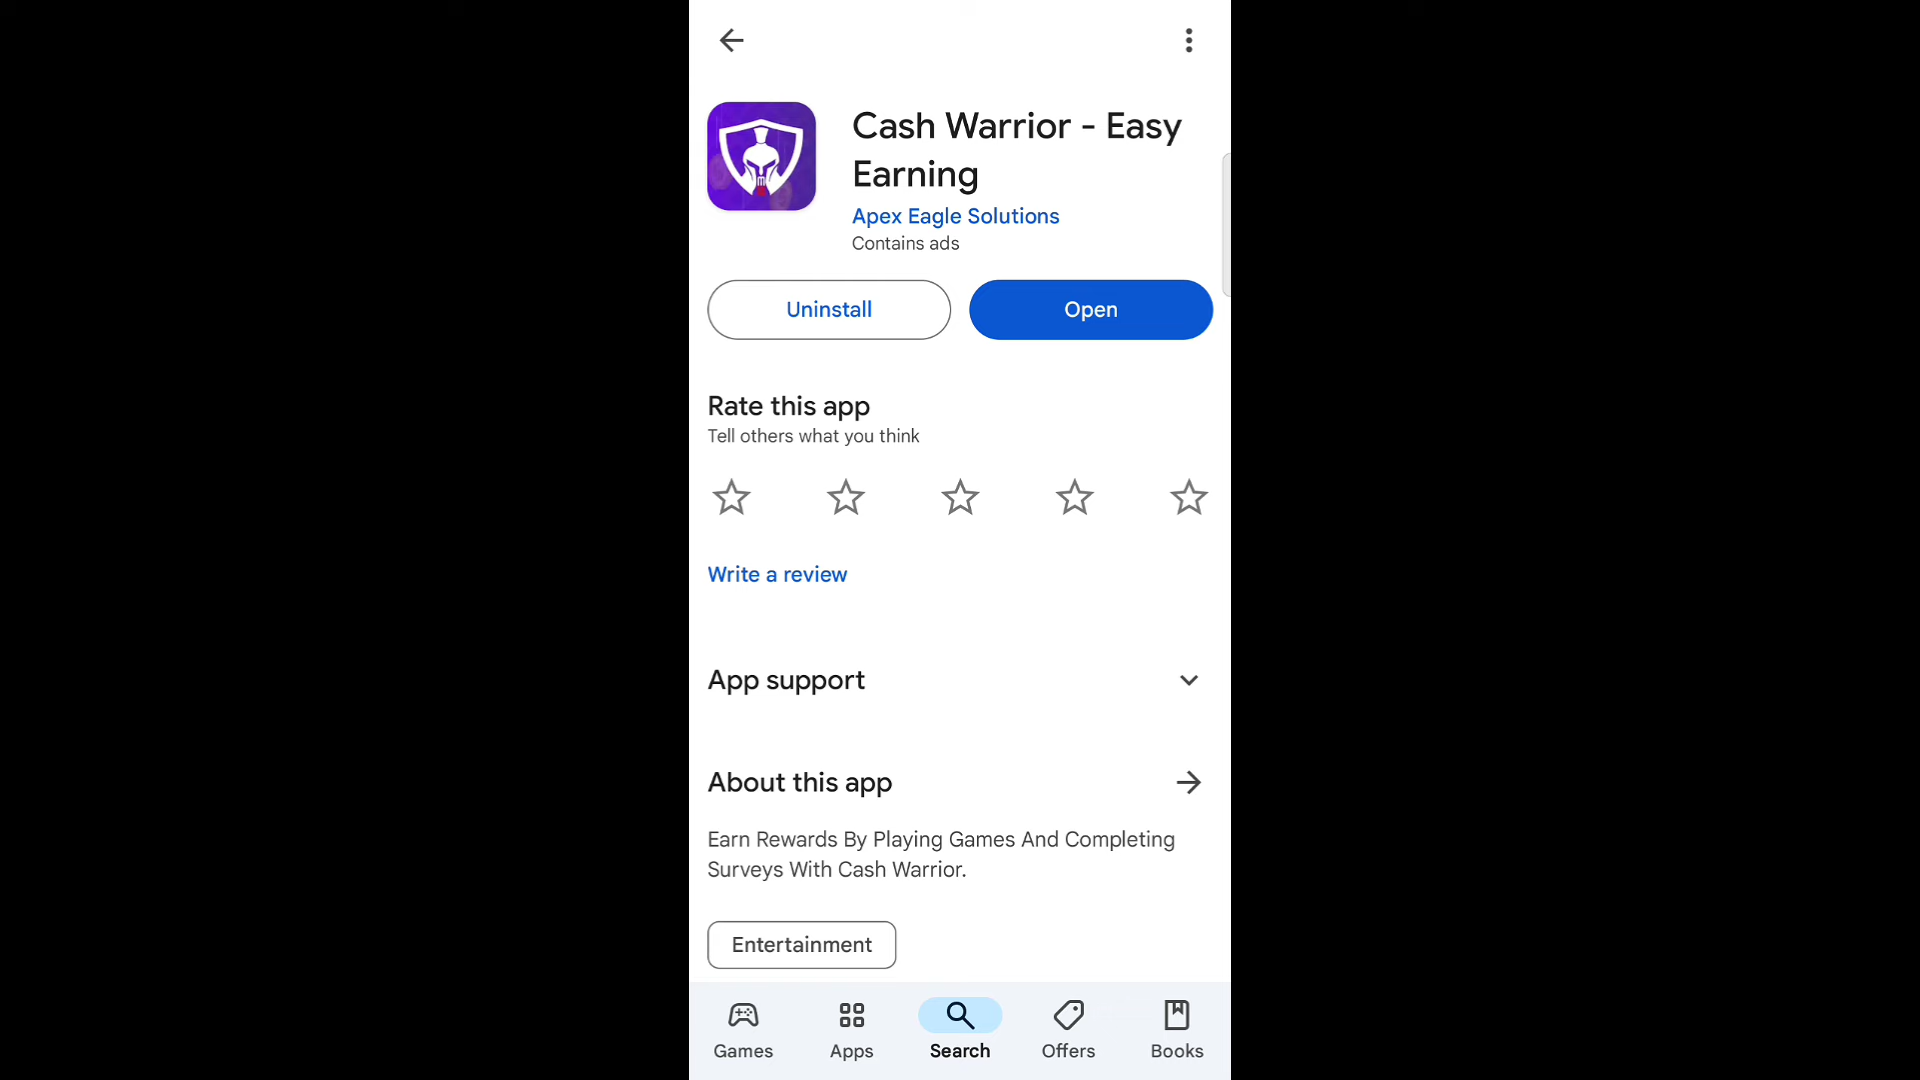 Cash Warrior - Easy
Earning
Apex Eagle Solutions
Contains ads
Uninstall
Open
Rate this app
Tell others what you think
Write a review
App support
About this app
Earn Rewards By Playing Games And Completing
Surveys With Cash Warrior.
Entertainment
Games
Apps
Search
Offers
Books